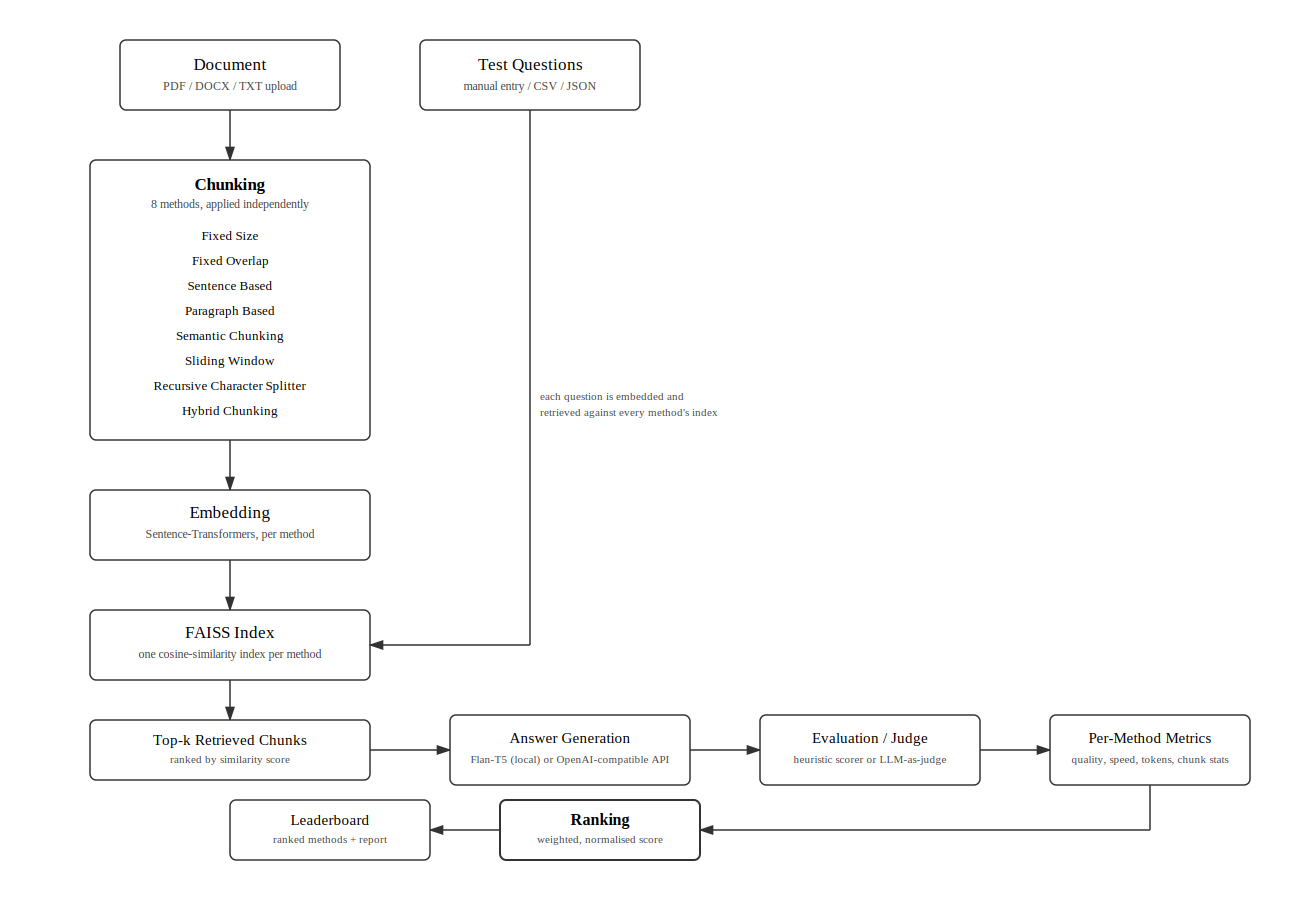 Document
PDF / DOCX / TXT upload
Test Questions
manual entry / CSV / JSON
Chunking
8 methods, applied independently
Fixed Size
Fixed Overlap
Sentence Based
Paragraph Based
Semantic Chunking
Sliding Window
Recursive Character Splitter
Hybrid Chunking
each question is embedded and
retrieved against every method's index
Embedding
Sentence-Transformers, per method
FAISS Index
one cosine-similarity index per method
Top-k Retrieved Chunks
ranked by similarity score
Answer Generation
Flan-T5 (local) or OpenAI-compatible API
Evaluation / Judge
heuristic scorer or LLM-as-judge
Per-Method Metrics
quality, speed, tokens, chunk stats
Leaderboard
ranked methods + report
Ranking
weighted, normalised score